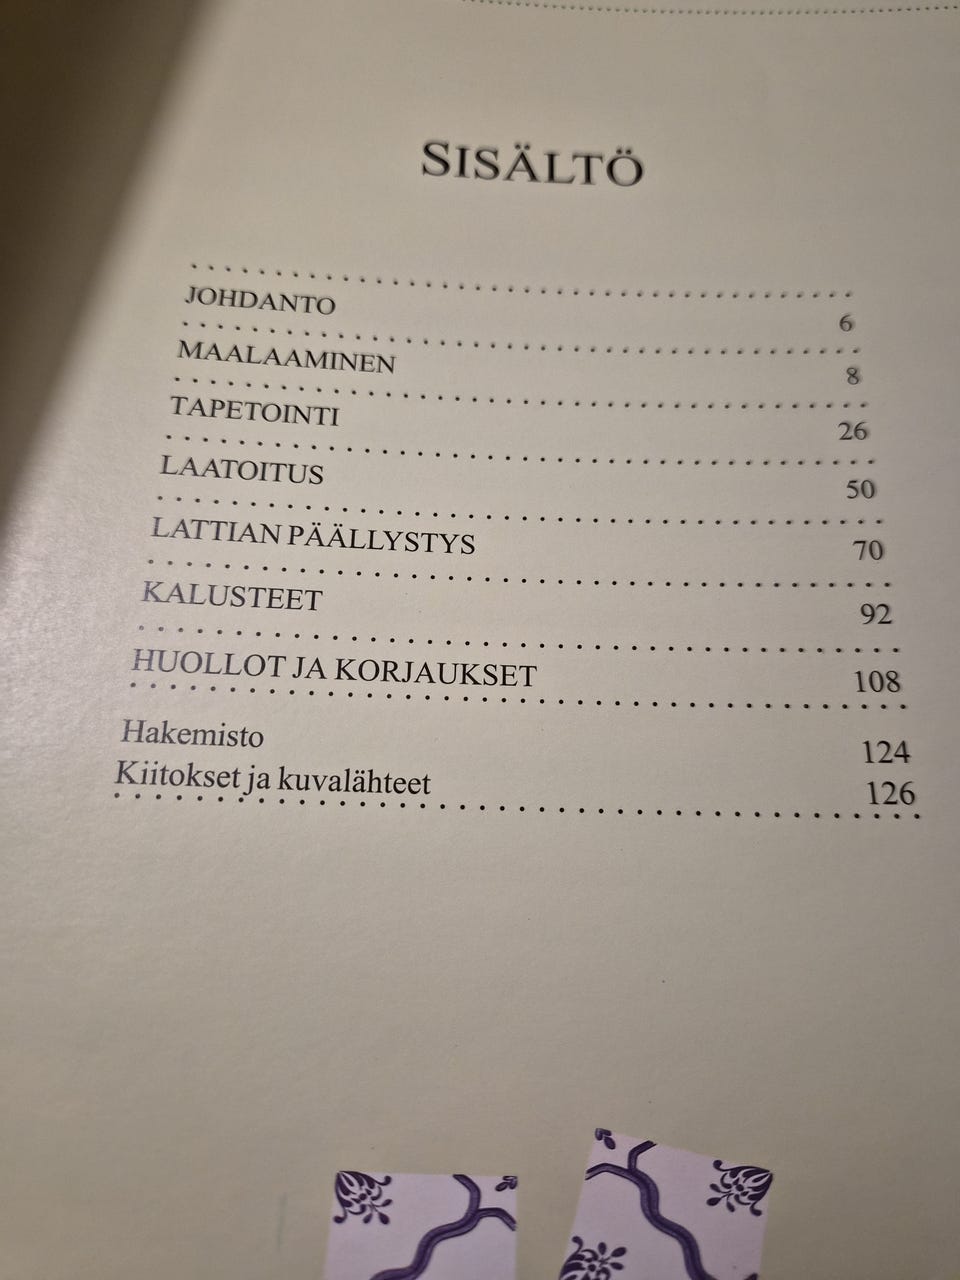 SISÄLTÖ
JOHDANTO 6
MAALAAMINEN 8
TAPETOINTI 26
LAATOITUS 50
LATTIAN PÄÄLLYSTYS 70
KALUSTEET 92
HUOLLOT JA KORJAUKSET 108
Hakemisto 124
Kiitokset ja kuvalähteet 126